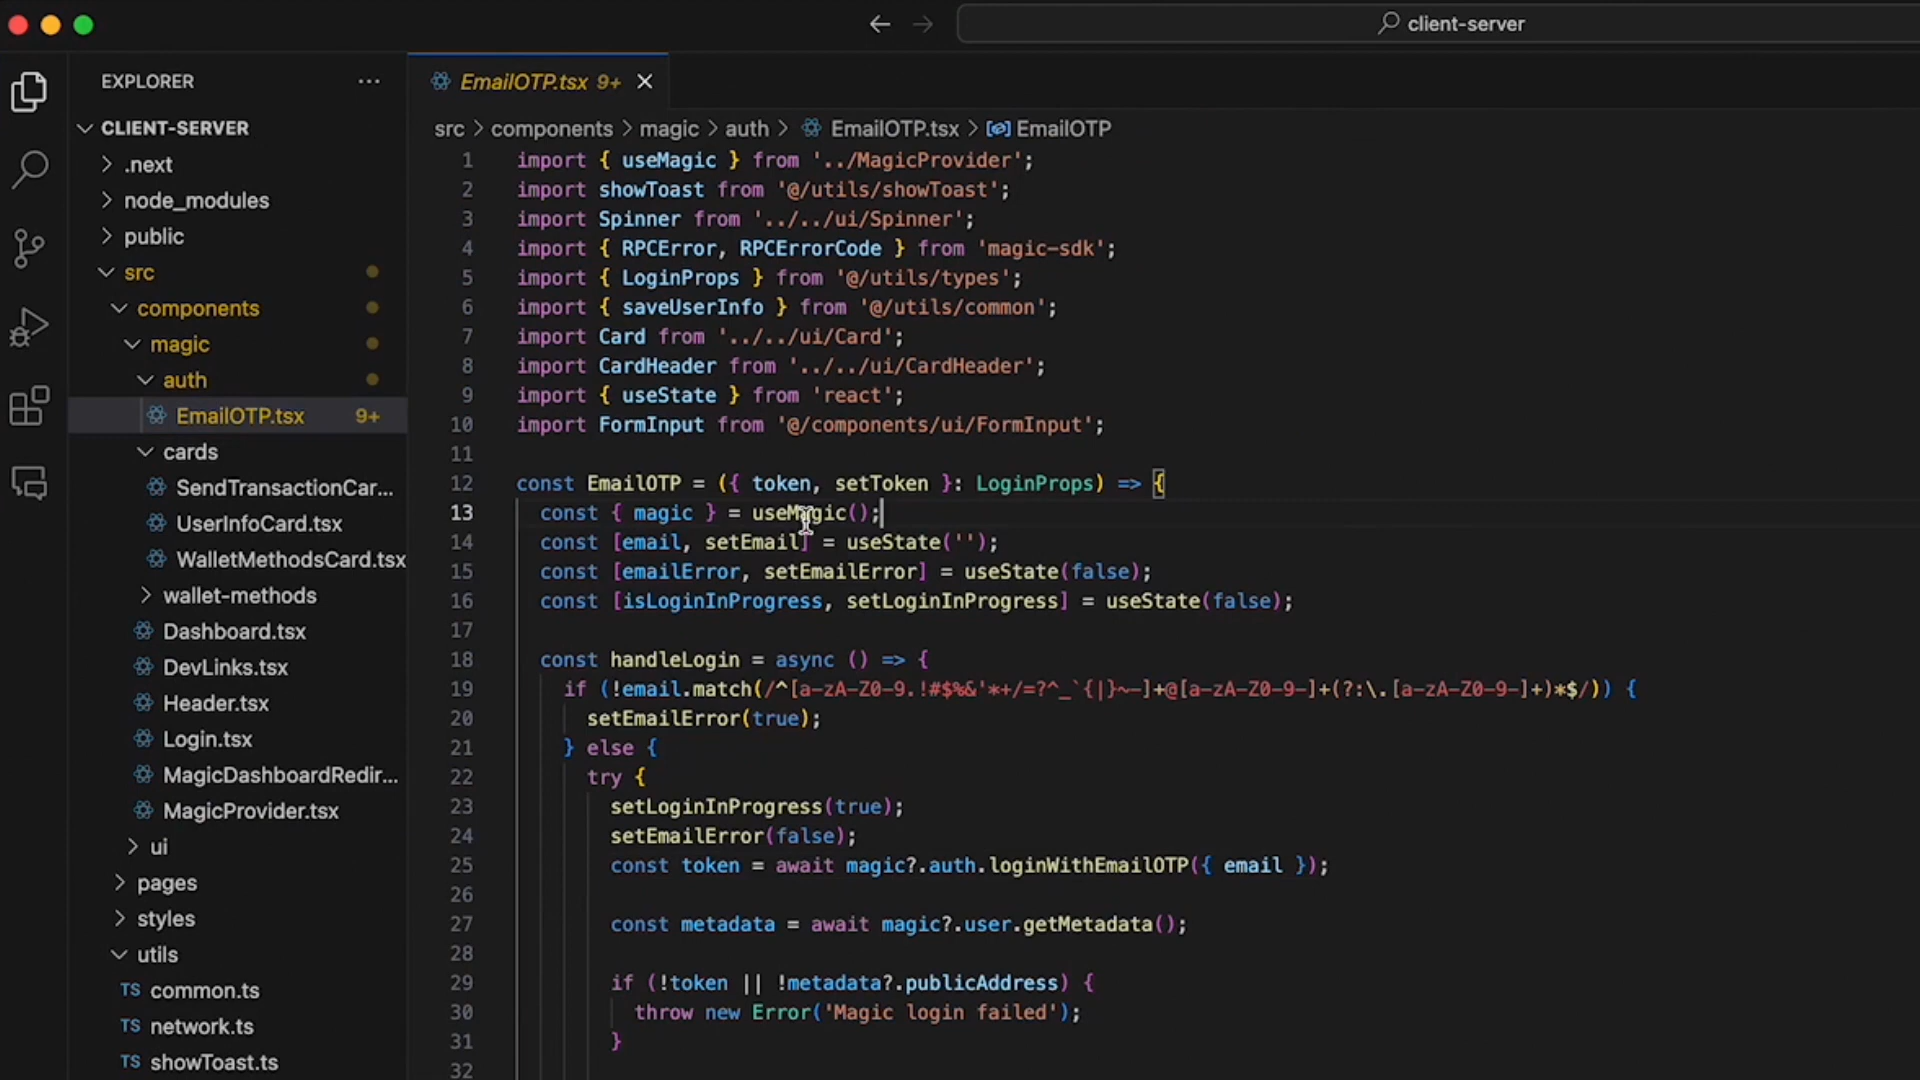 client-server
EXPLORER
EmailOTP.tsx 9+
CLIENT-SERVER
.next
node_modules
public
src
components
magic
auth
EmailOTP.tsx 9+
cards
SendTransactionCar...
UserInfoCard.tsx
WalletMethodsCard.tsx
wallet-methods
Dashboard.tsx
DevLinks.tsx
Header.tsx
Login.tsx
MagicDashboardRedir...
MagicProvider.tsx
ui
pages
styles
utils
TS common.ts
TS network.ts
TS showToast.ts
src > components > magic > auth > EmailOTP.tsx > EmailOTP
1 import { useMagic } from '../MagicProvider';
2 import showToast from '@/utils/showToast';
3 import Spinner from '../../ui/Spinner';
4 import { RPCError, RPCErrorCode } from 'magic-sdk';
5 import { LoginProps } from '@/utils/types';
6 import { saveUserInfo } from '@/utils/common';
7 import Card from '../../ui/Card';
8 import CardHeader from '../../ui/CardHeader';
9 import { useState } from 'react';
10 import FormInput from '@/components/ui/FormInput';
11
12 const EmailOTP = ({ token, setToken }: LoginProps) => {
13 const { magic } = useMagic();
14 const [email, setEmail] = useState('');
15 const [emailError, setEmailError] = useState(false);
16 const [isLoginInProgress, setLoginInProgress] = useState(false);
17
18 const handleLogin = async () => {
19 if (!email.match(/^[a-zA-Z0-9.!#$%&'*+/=?^_`{|}~-]+@[a-zA-Z0-9-]+(?:\.[a-zA-Z0-9-]+)*$/)) {
20 setEmailError(true);
21 } else {
22 try {
23 setLoginInProgress(true);
24 setEmailError(false);
25 const token = await magic?.auth.loginWithEmailOTP({ email });
26
27 const metadata = await magic?.user.getMetadata();
28
29 if (!token || !metadata?.publicAddress) {
30 throw new Error('Magic login failed');
31 }
32